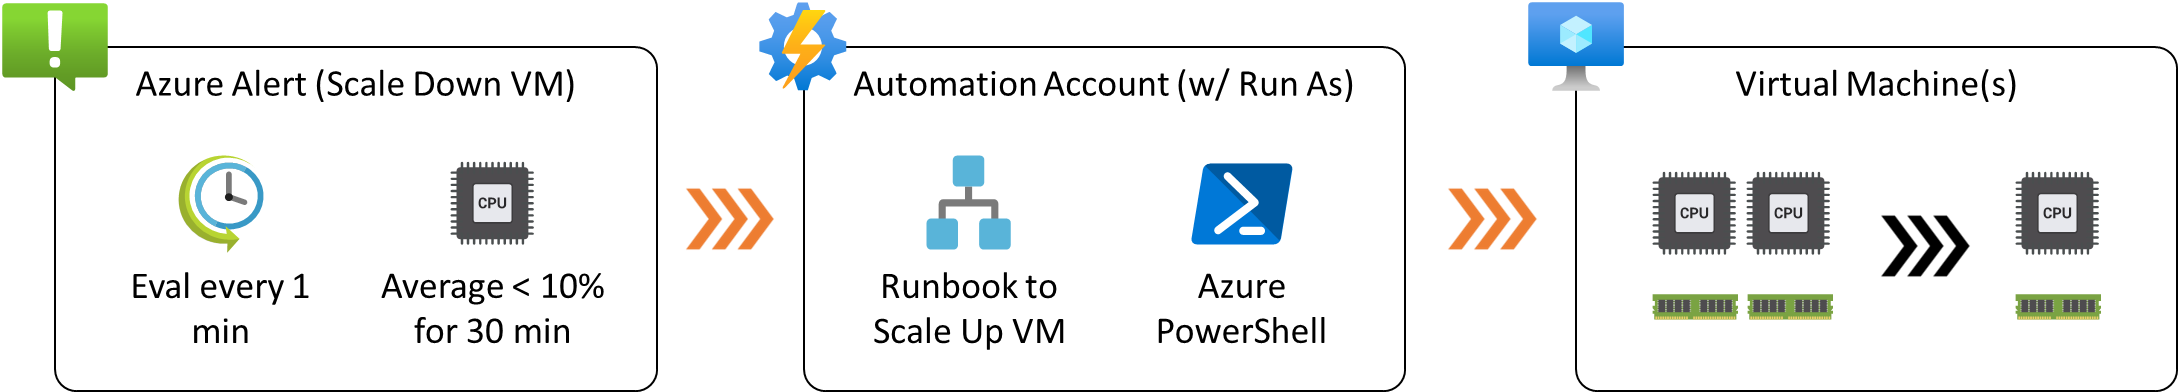 Azure Alert (Scale Down VM)
Eval every 1
min
CPU
Average < 10%
for 30 min
Automation Account (w/ Run As)
Runbook to
Scale Up VM
Azure
PowerShell
Virtual Machine(s)
CPU
CPU
CPU